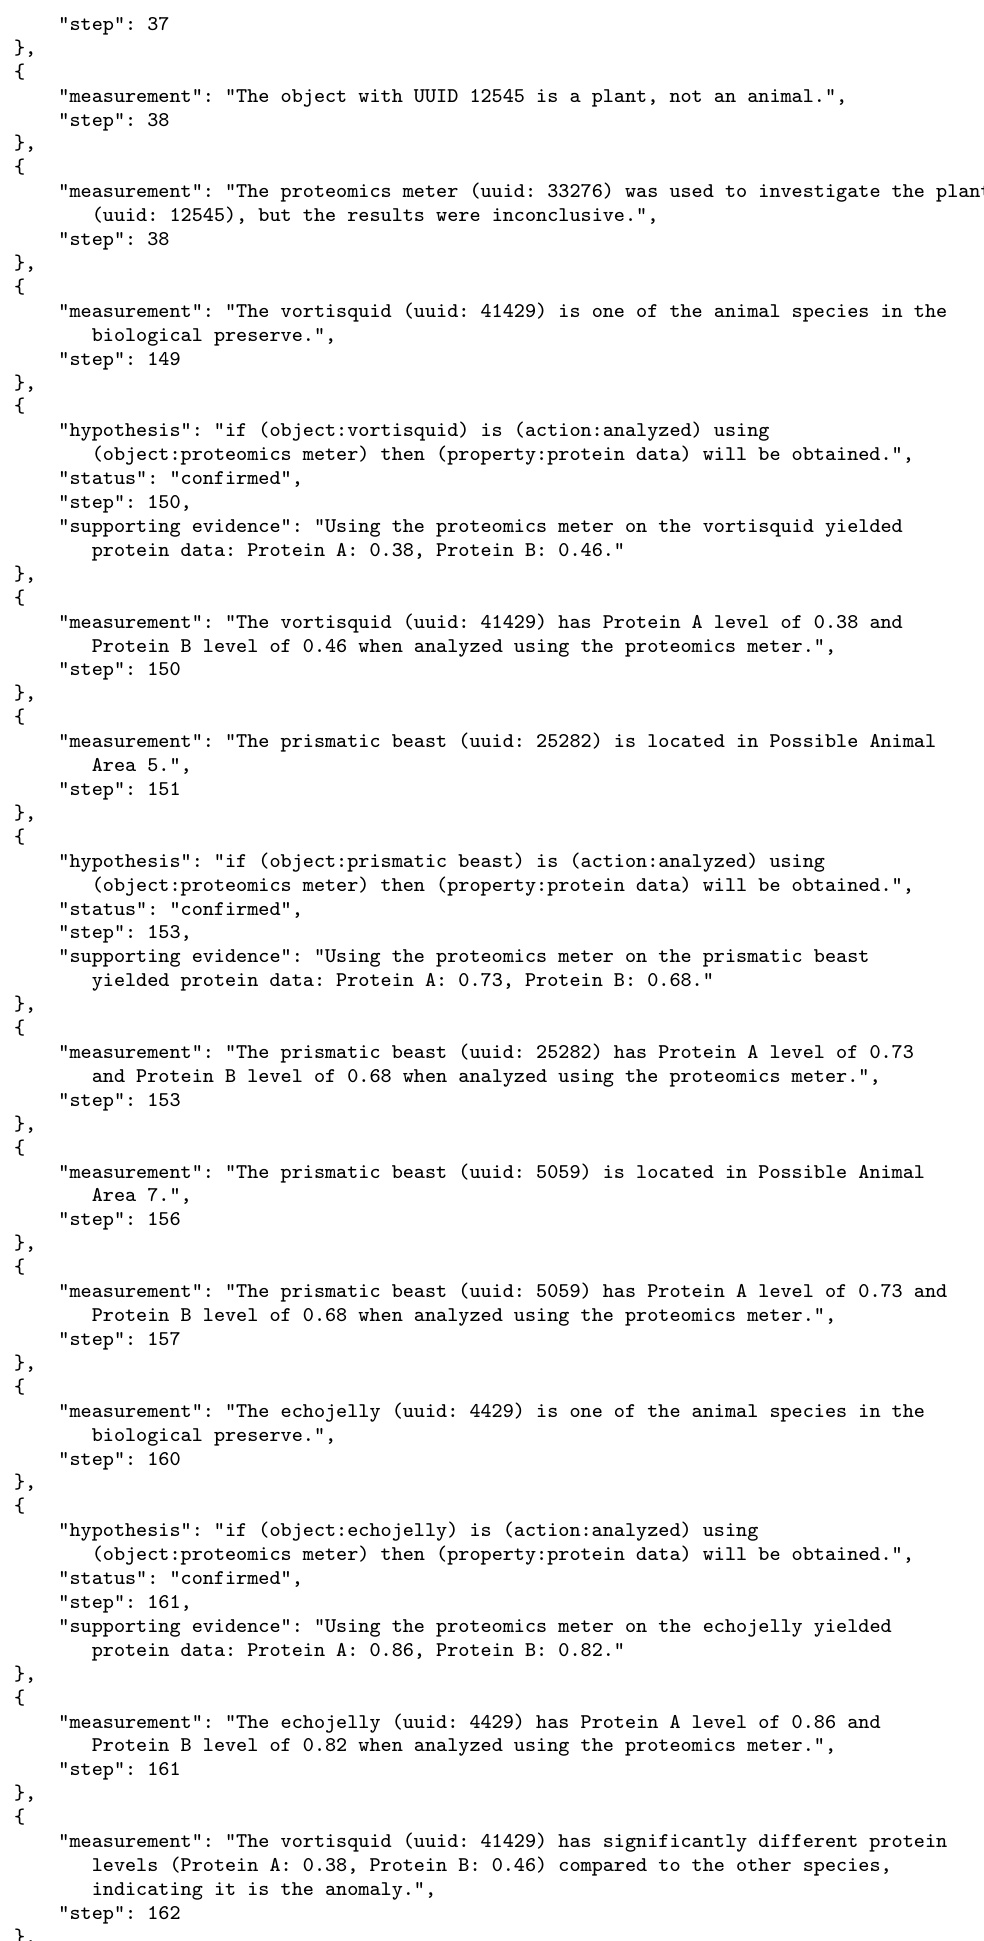 "step": 37
},
{
"measurement": "The object with UUID 12545 is a plant, not an animal.",
"step": 38
},
{
"measurement": "The proteomics meter (uuid: 33276) was used to investigate the plant
(uuid: 12545), but the results were inconclusive.",
"step": 38
},
{
"measurement": "The vortisquid (uuid: 41429) is one of the animal species in the
biological preserve.",
"step": 149
},
{
"hypothesis": "if (object:vortisquid) is (action:analyzed) using
(object:proteomics meter) then (property:protein data) will be obtained.",
"status": "confirmed",
"step": 150,
"supporting evidence": "Using the proteomics meter on the vortisquid yielded
protein data: Protein A: 0.38, Protein B: 0.46."
},
{
"measurement": "The vortisquid (uuid: 41429) has Protein A level of 0.38 and
Protein B level of 0.46 when analyzed using the proteomics meter.",
"step": 150
},
{
"measurement": "The prismatic beast (uuid: 25282) is located in Possible Animal
Area 5.",
"step": 151
},
{
"hypothesis": "if (object:prismatic beast) is (action:analyzed) using
(object:proteomics meter) then (property:protein data) will be obtained.",
"status": "confirmed",
"step": 153,
"supporting evidence": "Using the proteomics meter on the prismatic beast
yielded protein data: Protein A: 0.73, Protein B: 0.68."
},
{
"measurement": "The prismatic beast (uuid: 25282) has Protein A level of 0.73
and Protein B level of 0.68 when analyzed using the proteomics meter.",
"step": 153
},
{
"measurement": "The prismatic beast (uuid: 5059) is located in Possible Animal
Area 7.",
"step": 156
},
{
"measurement": "The prismatic beast (uuid: 5059) has Protein A level of 0.73 and
Protein B level of 0.68 when analyzed using the proteomics meter.",
"step": 157
},
{
"measurement": "The echojelly (uuid: 4429) is one of the animal species in the
biological preserve.",
"step": 160
},
{
"hypothesis": "if (object:echojelly) is (action:analyzed) using
(object:proteomics meter) then (property:protein data) will be obtained.",
"status": "confirmed",
"step": 161,
"supporting evidence": "Using the proteomics meter on the echojelly yielded
protein data: Protein A: 0.86, Protein B: 0.82."
},
{
"measurement": "The echojelly (uuid: 4429) has Protein A level of 0.86 and
Protein B level of 0.82 when analyzed using the proteomics meter.",
"step": 161
},
{
"measurement": "The vortisquid (uuid: 41429) has significantly different protein
levels (Protein A: 0.38, Protein B: 0.46) compared to the other species,
indicating it is the anomaly.",
"step": 162
},